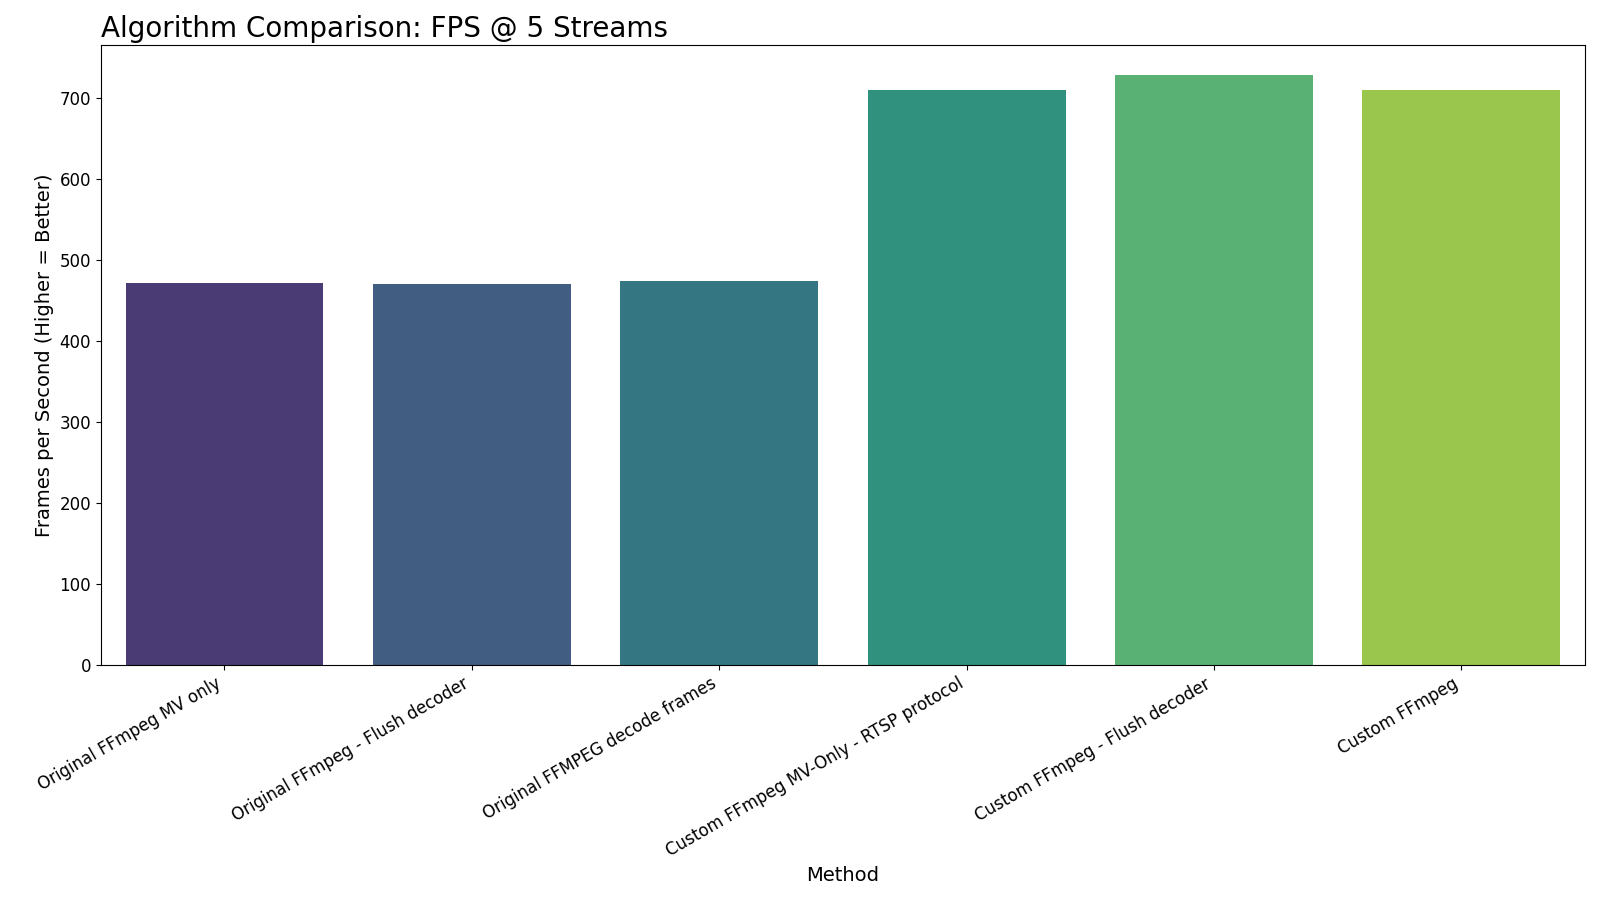 Algorithm Comparison: FPS @ 5 Streams
Frames per Second (Higher = Better)
700
600
500
400
300
200
100
0
Original FFmpeg MV only
Original FFmpeg - Flush decoder
Original FFMPEG decode frames
Custom FFmpeg MV-Only - RTSP protocol
Custom FFmpeg - Flush decoder
Custom FFmpeg
Method